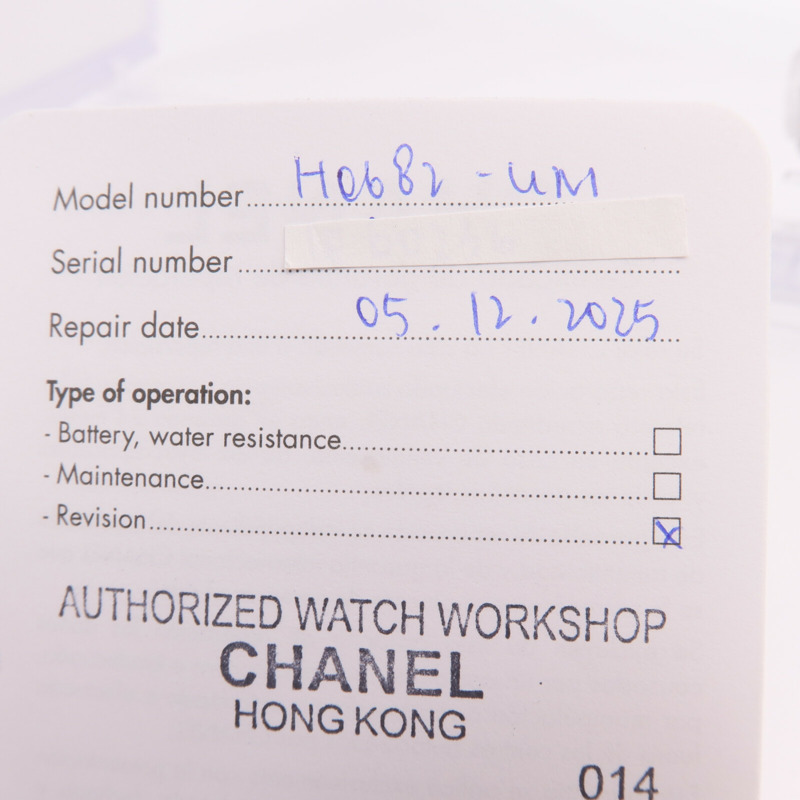 Model number........................ H0682 - UM
Serial number ........................
Repair date........................ 05 . 12 . 2025
Type of operation:
- Battery, water resistance........................ ☐
- Maintenance........................ ☐
- Revision........................ ☒
AUTHORIZED WATCH WORKSHOP
CHANEL
HONG KONG
014